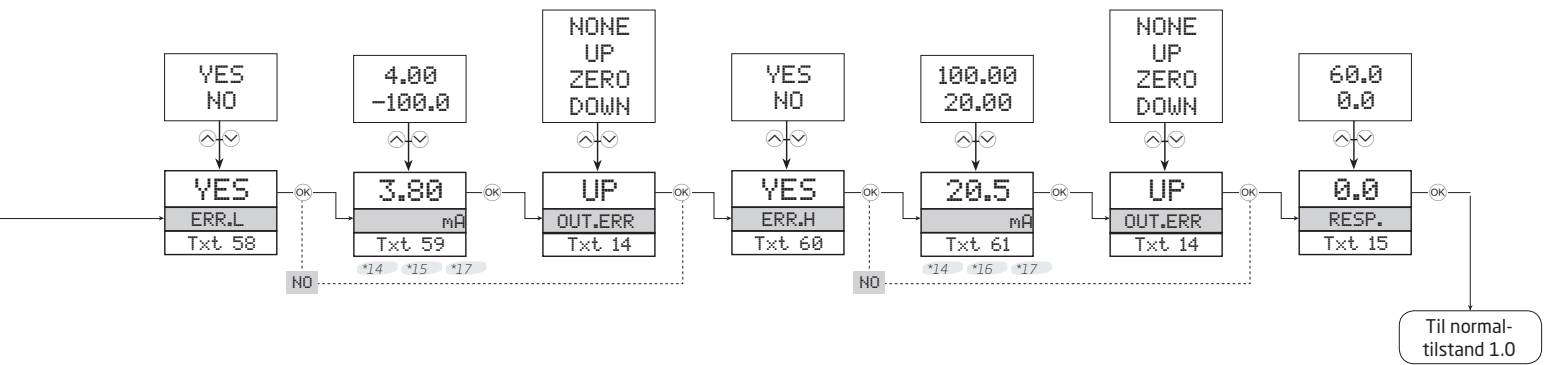 YES
NO
YES
ERR.L
Txt 58
OK
NO
4.00
-100.0
3.80
mA
Txt 59
*14 *15 *17
OK
NONE
UP
ZERO
DOWN
UP
OUT.ERR
Txt 14
OK
YES
NO
YES
ERR.H
Txt 60
OK
NO
100.00
20.00
20.5
mA
Txt 61
*14 *16 *17
OK
NONE
UP
ZERO
DOWN
UP
OUT.ERR
Txt 14
OK
60.0
0.0
0.0
RESP.
Txt 15
OK
Til normal-
tilstand 1.0